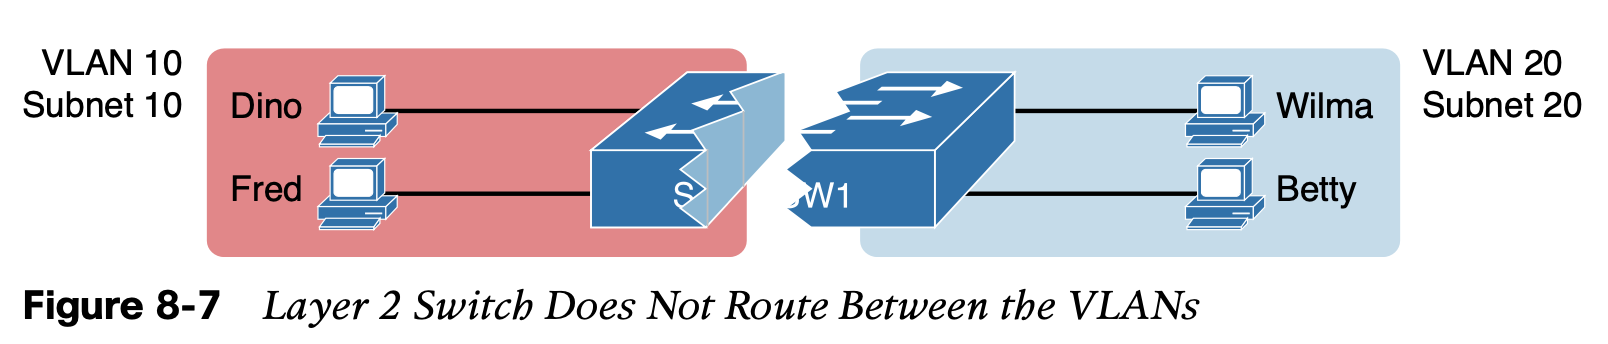 VLAN 10
Subnet 10
Dino
Fred
SW1
Wilma
Betty
VLAN 20
Subnet 20
Figure 8-7 Layer 2 Switch Does Not Route Between the VLANs